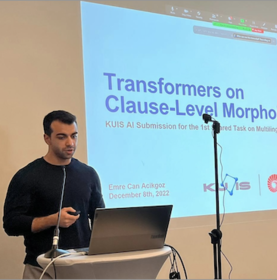 Transformers on
Clause-Level Morpho
KUIS AI Submission for the 1st Shared Task on Multiling
Emre Can Acikgoz
December 8th, 2022
KUIS